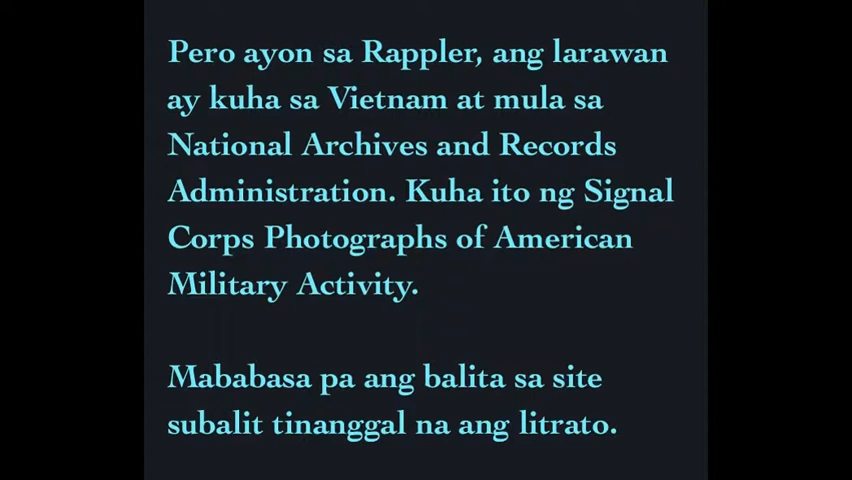 Pero ayon sa Rappler, ang larawan
ay kuha sa Vietnam at mula sa
National Archives and Records
Administration. Kuha ito ng Signal
Corps Photographs of American
Military Activity.
Mababasa pa ang balita sa site
subalit tinanggal na ang litrato.